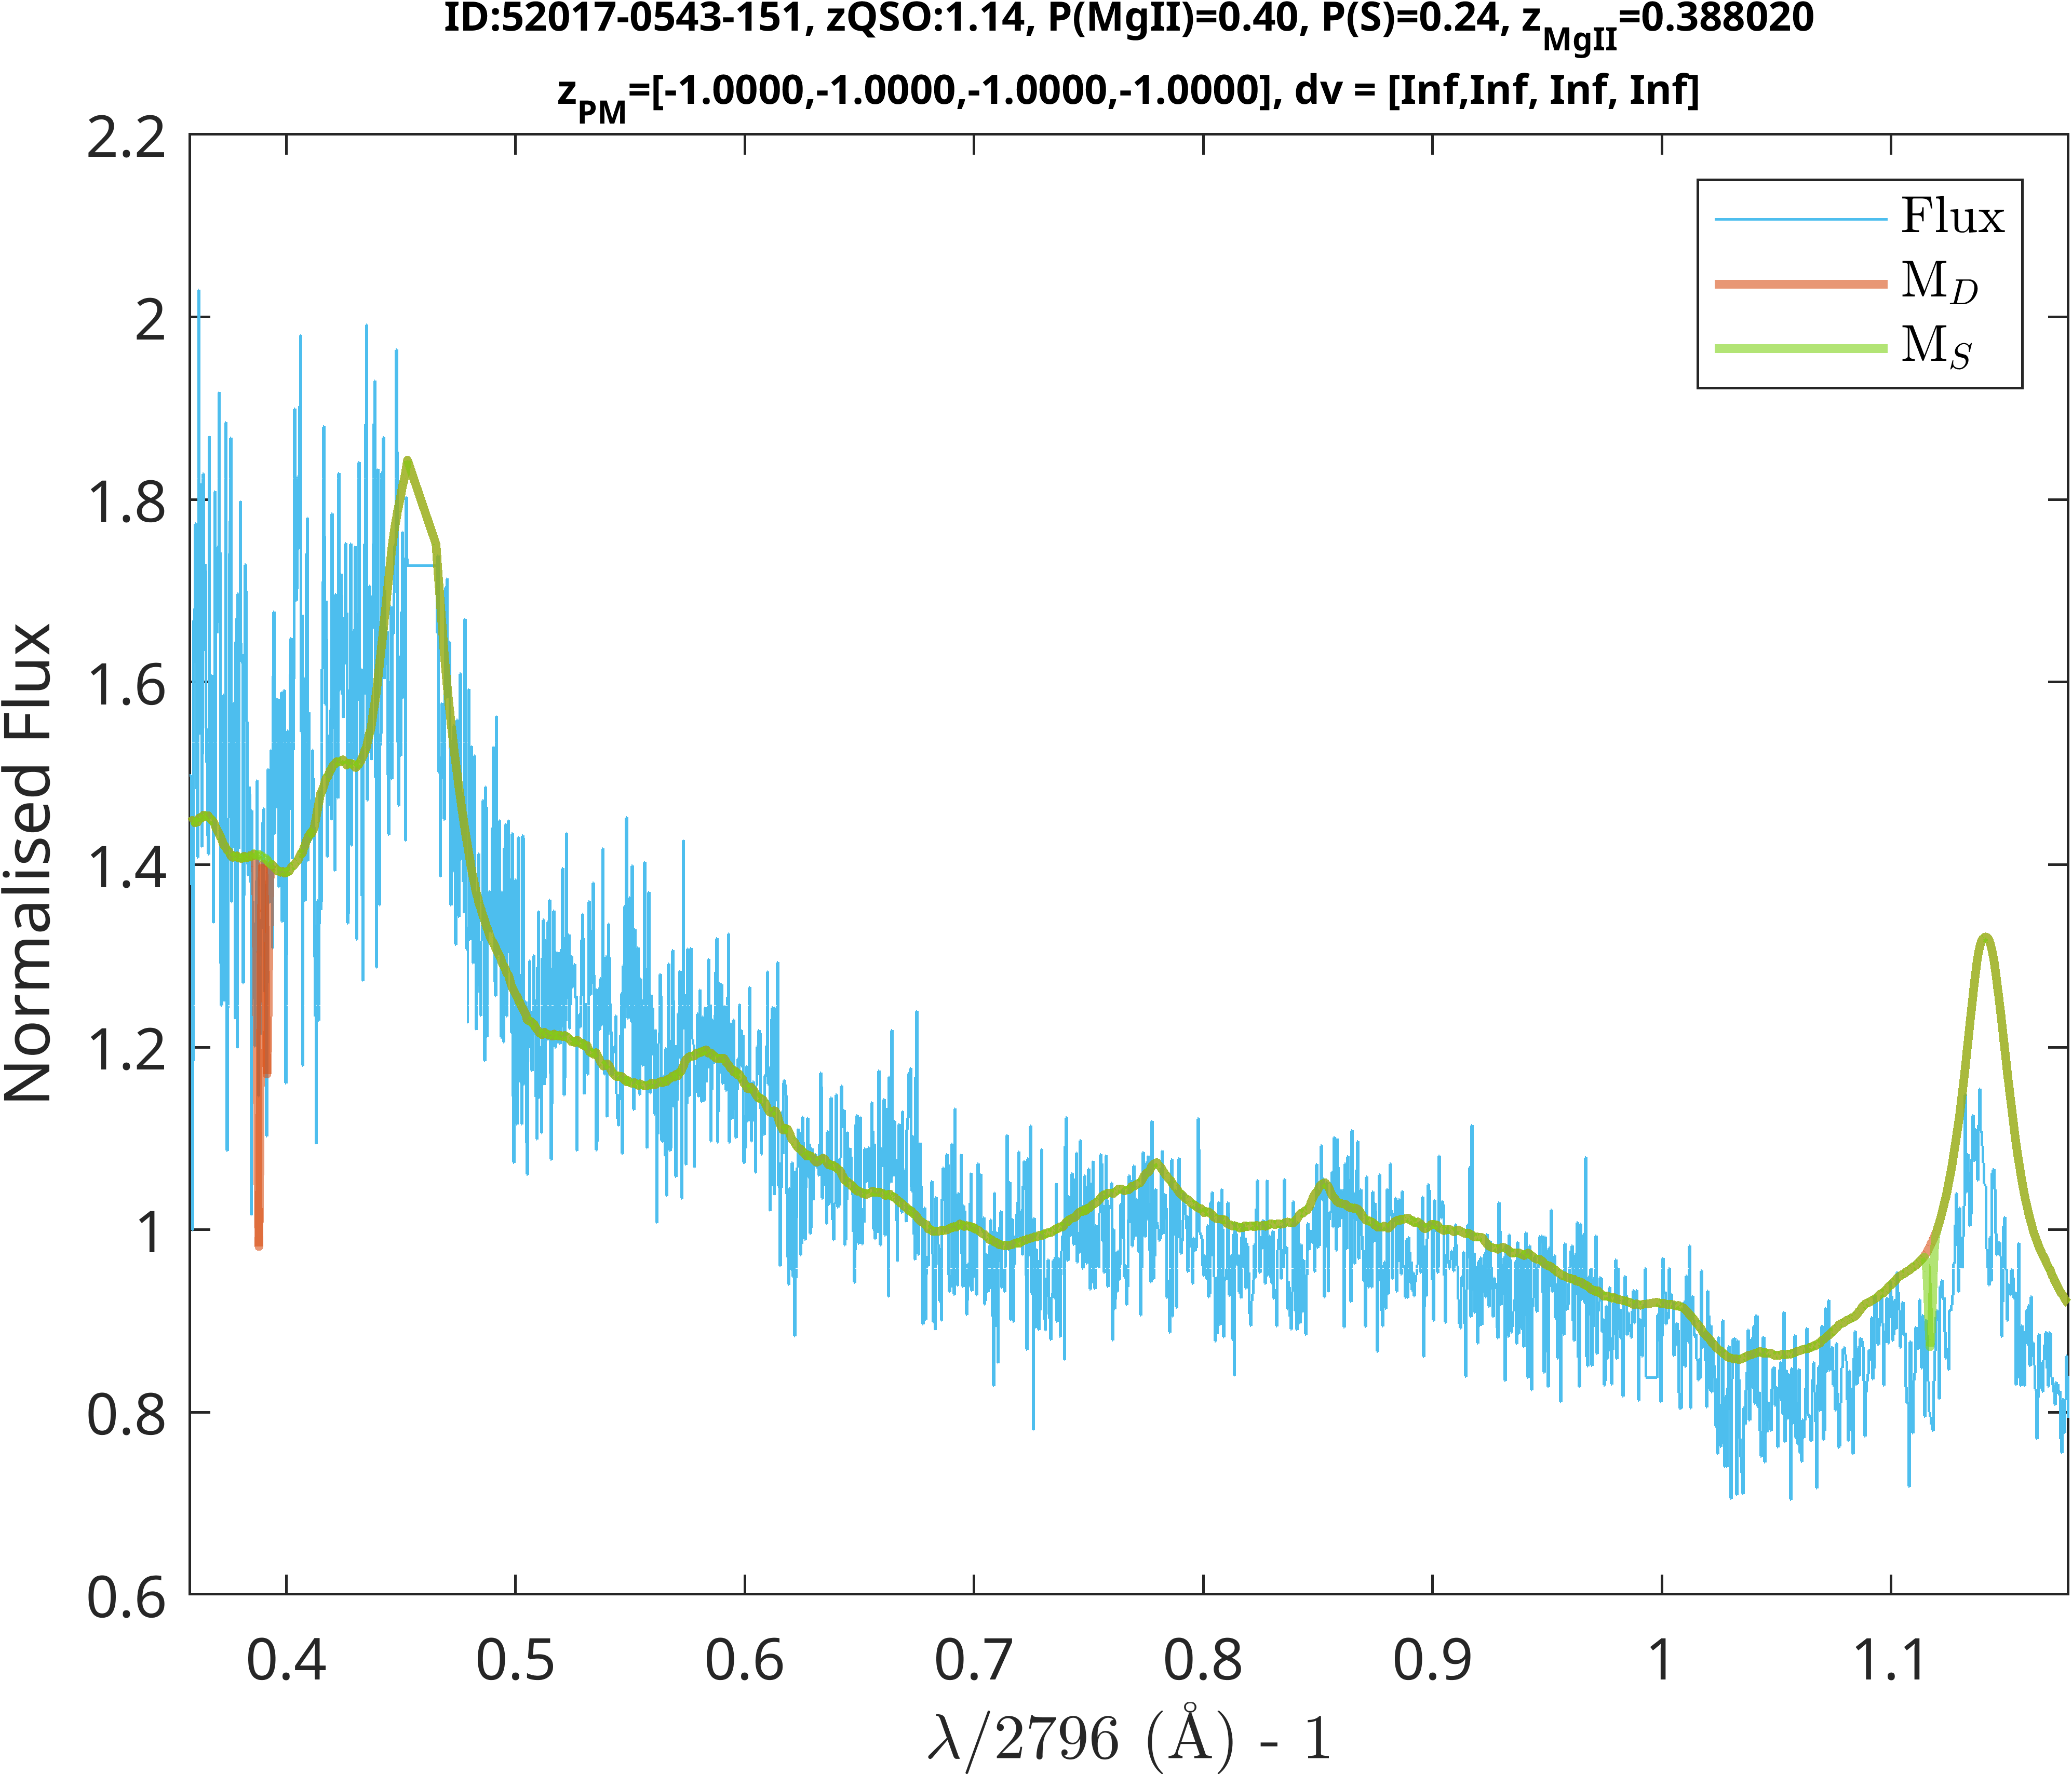 ID:52017-0543-151, zQSO:1.14, P(MgII)=0.40, P(S)=0.24, zMgII=0.388020
zPM=[-1.0000,-1.0000,-1.0000,-1.0000], dv = [Inf,Inf, Inf, Inf]
2.2
2
1.8
1.6
1.4
1.2
1
0.8
0.6
Normalised Flux
Flux
MD
MS
0.4 0.5 0.6 0.7 0.8 0.9 1 1.1
λ/2796 (Å) - 1